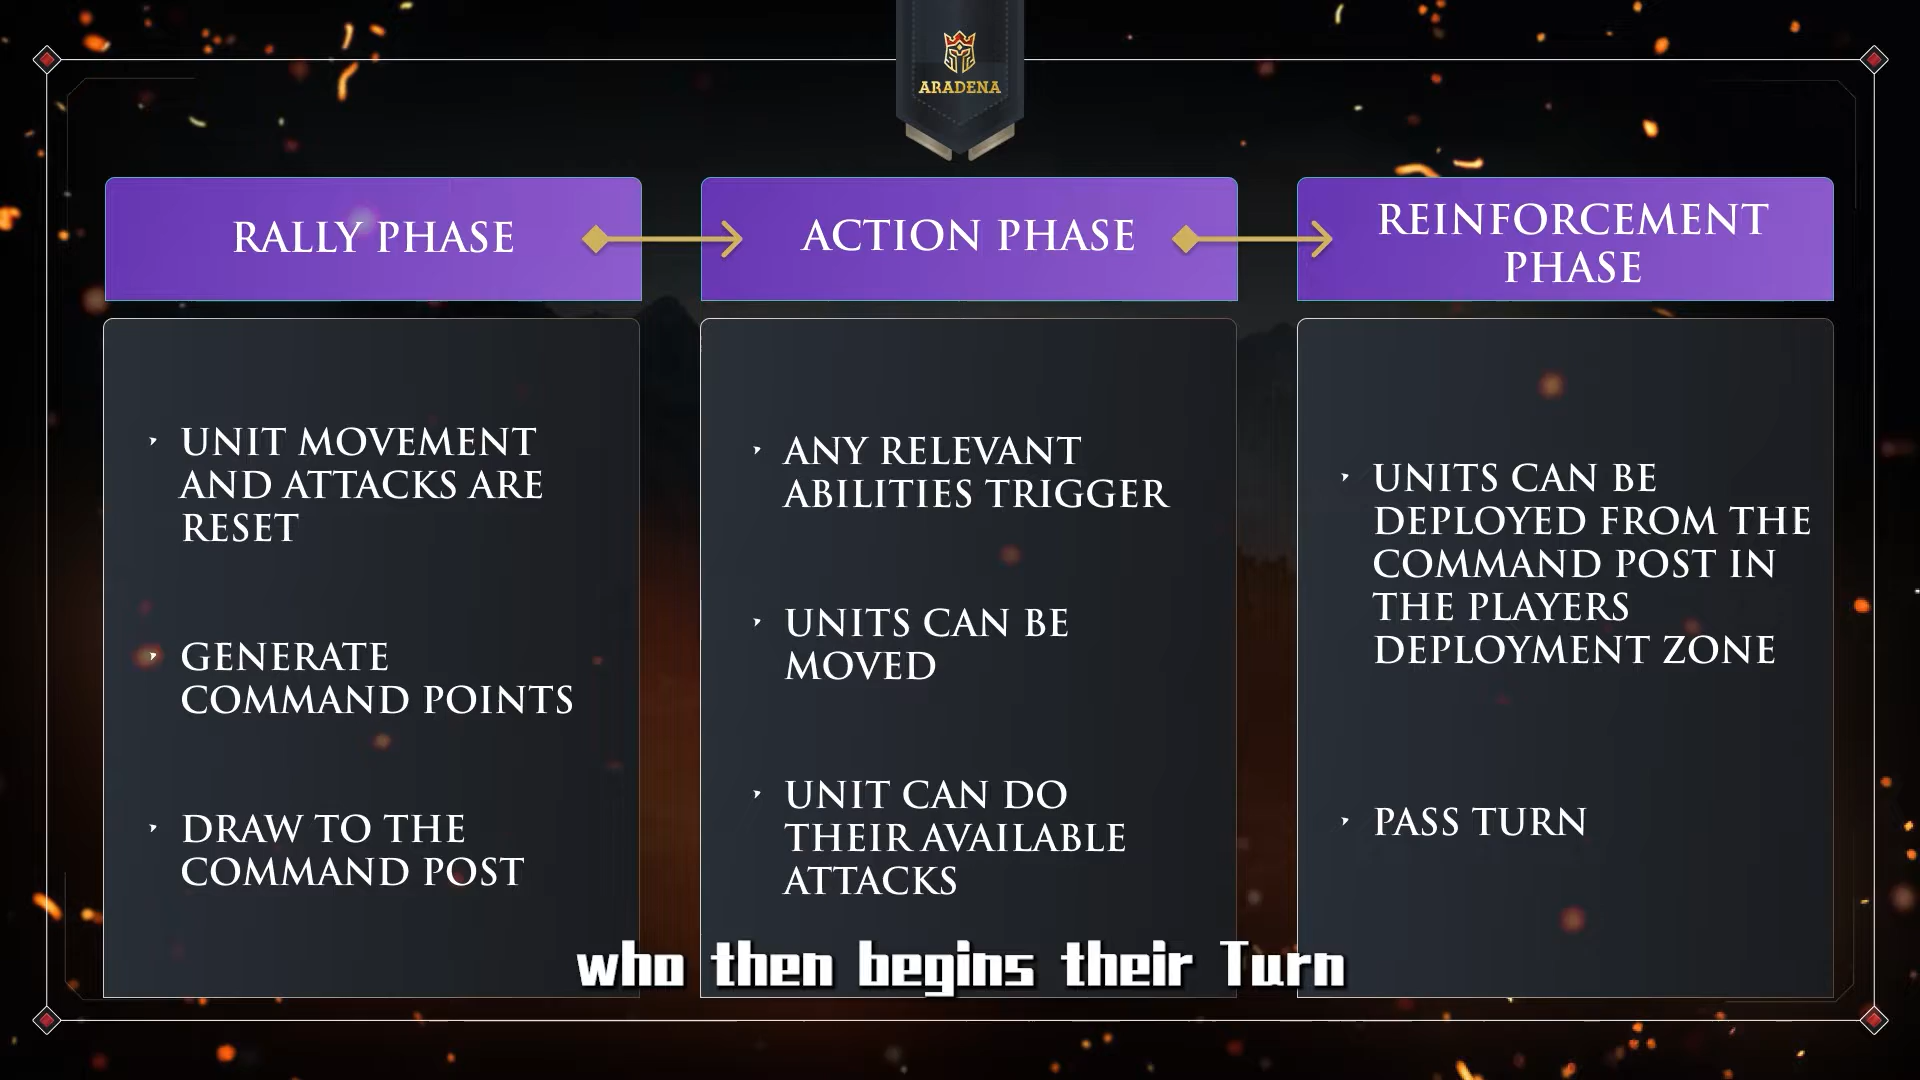 ARADENA
RALLY PHASE
UNIT MOVEMENT
AND ATTACKS ARE
RESET
GENERATE
COMMAND POINTS
DRAW TO THE
COMMAND POST
ACTION PHASE
ANY RELEVANT
ABILITIES TRIGGER
UNITS CAN BE
MOVED
UNIT CAN DO
THEIR AVAILABLE
ATTACKS
REINFORCEMENT
PHASE
UNITS CAN BE
DEPLOYED FROM THE
COMMAND POST IN
THE PLAYERS
DEPLOYMENT ZONE
PASS TURN
who then begins their Turn